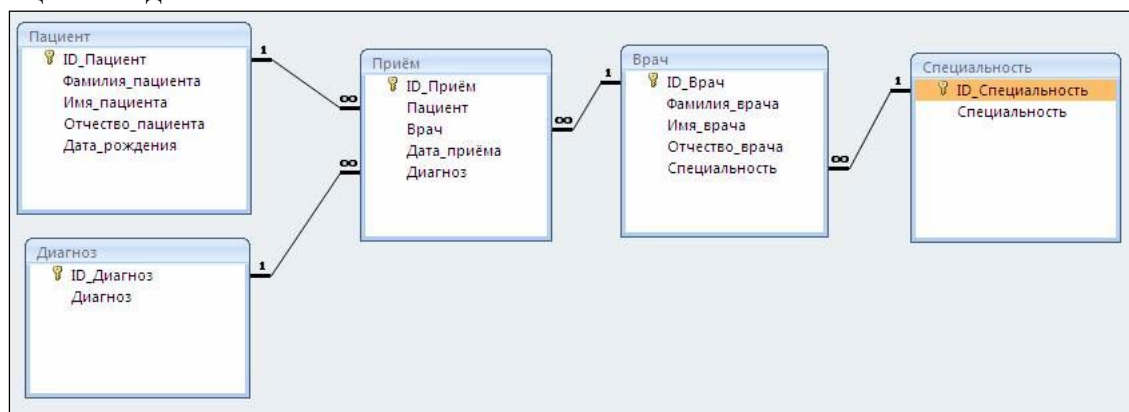 Пациент
ID_Пациент
Фамилия_пациента
Имя_пациента
Отчество_пациента
Дата_рождения
1
∞
Приём
ID_Приём
Пациент
Врач
Дата_приёма
Диагноз
∞
∞
1
Врач
ID_Врач
Фамилия_врача
Имя_врача
Отчество_врача
Специальность
∞
1
Специальность
ID_Специальность
Специальность
Диагноз
ID_Диагноз
Диагноз
1